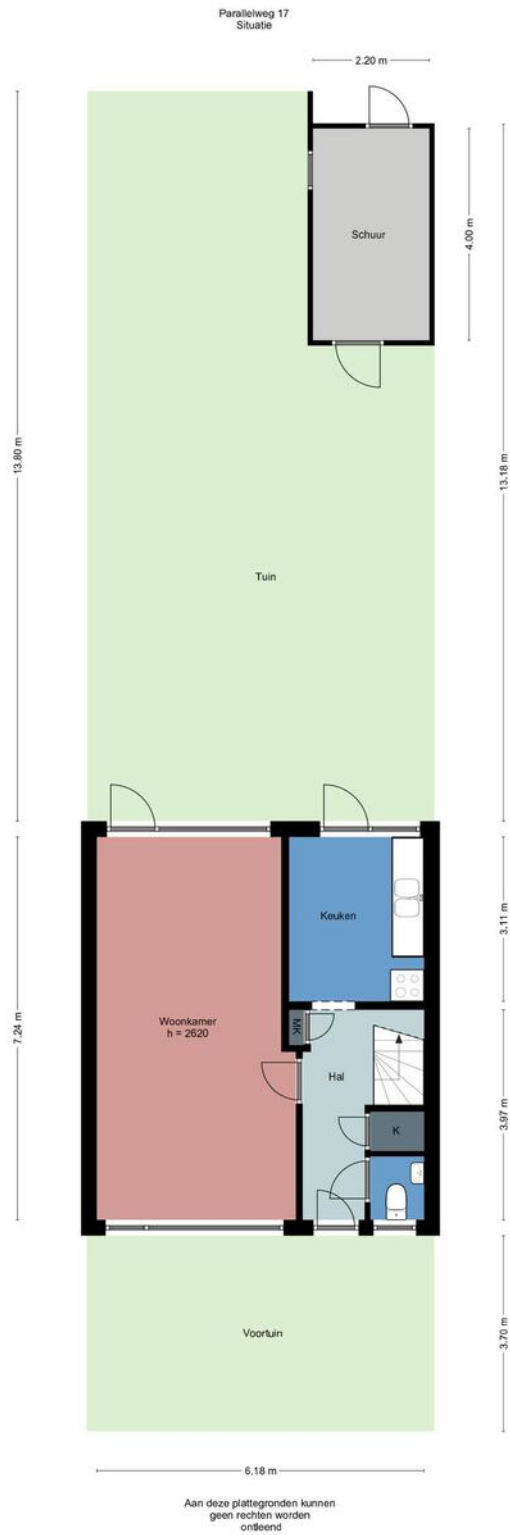 Parallelweg 17
Situatie
2.20 m
Schuur
4.00 m
13.80 m
13.18 m
Tuin
Keuken
3.11 m
7.24 m
Woonkamer
h = 2620
MK
Hal
3.97 m
K
Voortuin
3.70 m
6.18 m
Aan deze plattegronden kunnen
geen rechten worden
ontleend